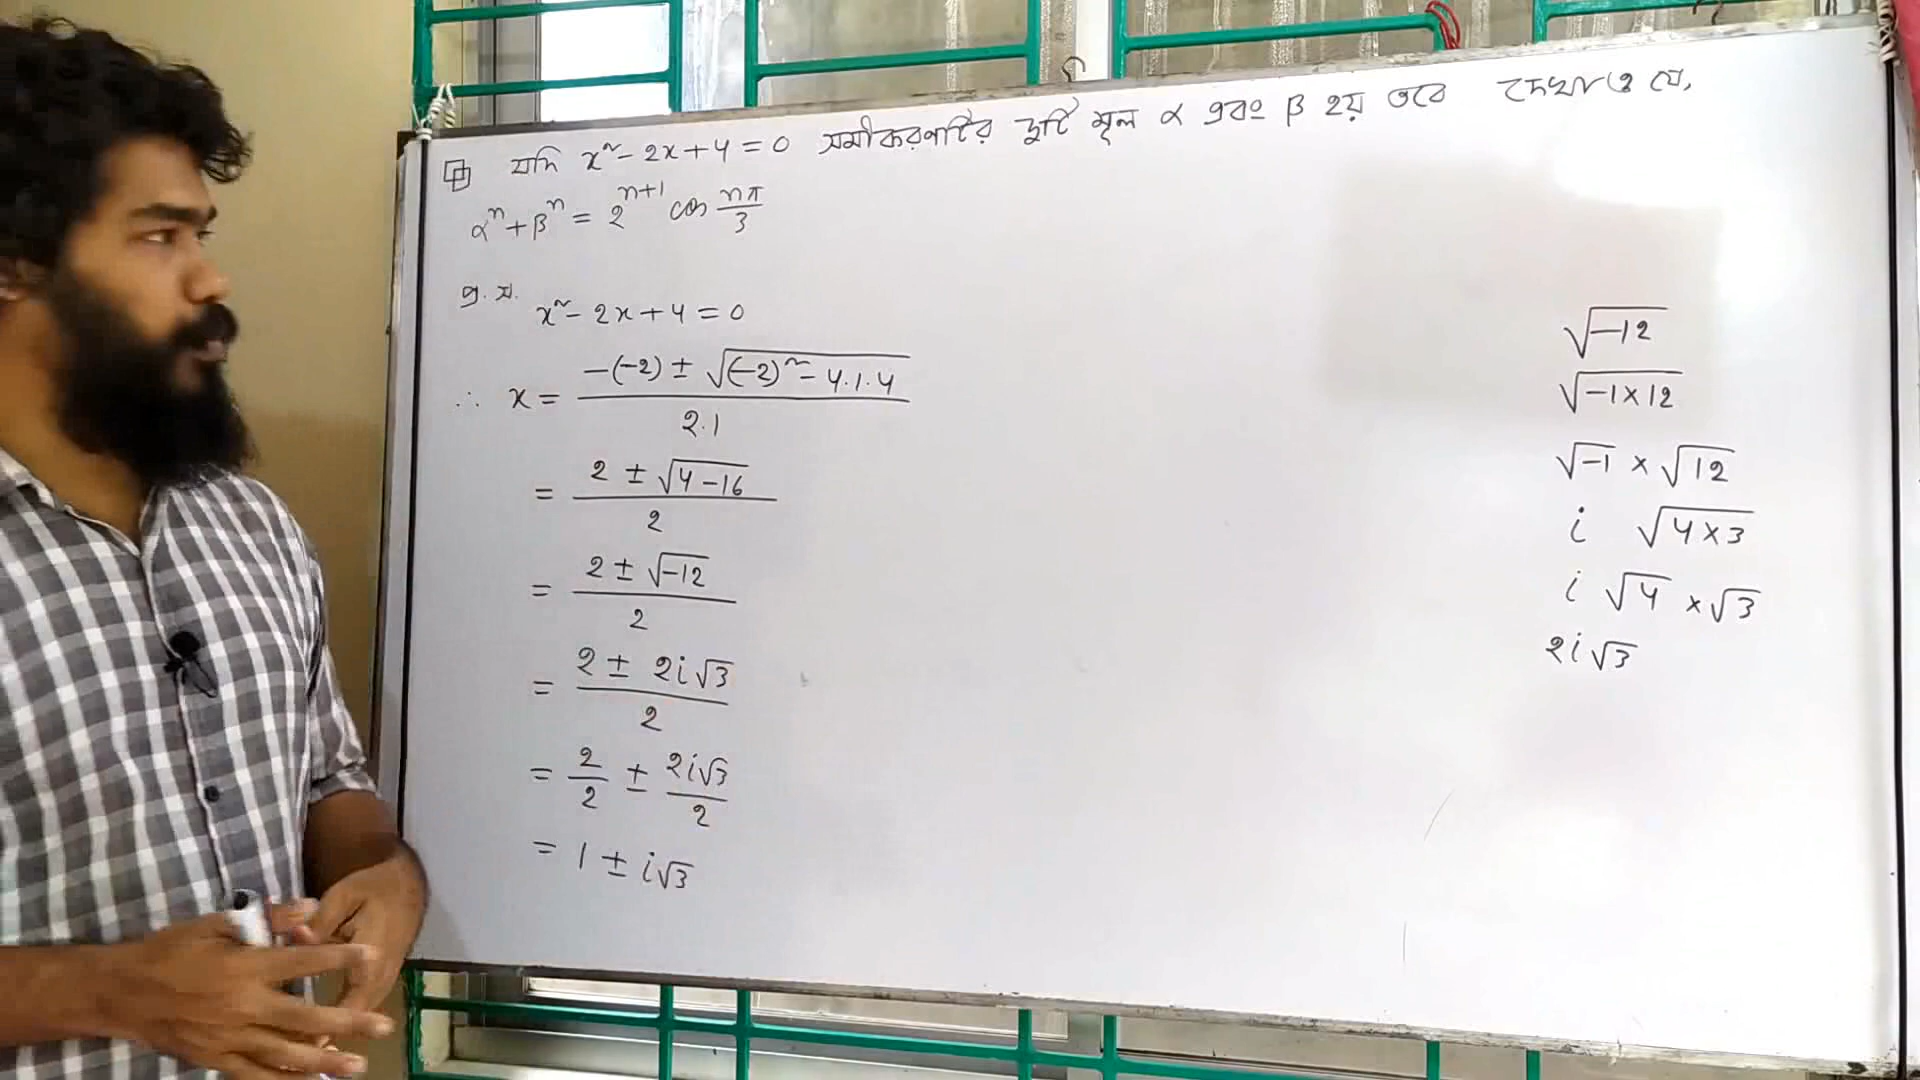 যদি x² - 2x + 4 = 0 সমীকরণটির দুটি মূল α এবং β হয় তবে দেখাও যে,
αⁿ + βⁿ = 2ⁿ⁺¹ cos nπ/3
প্র. স.
x² - 2x + 4 = 0
∴ x = (-(-2) ± √((-2)² - 4.1.4)) / 2.1
= (2 ± √(4-16)) / 2
= (2 ± √-12) / 2
= (2 ± 2i√3) / 2
= 2/2 ± 2i√3/2
= 1 ± i√3
√-12
√-1×12
√-1 × √12
i √4×3
i √4 × √3
2i√3